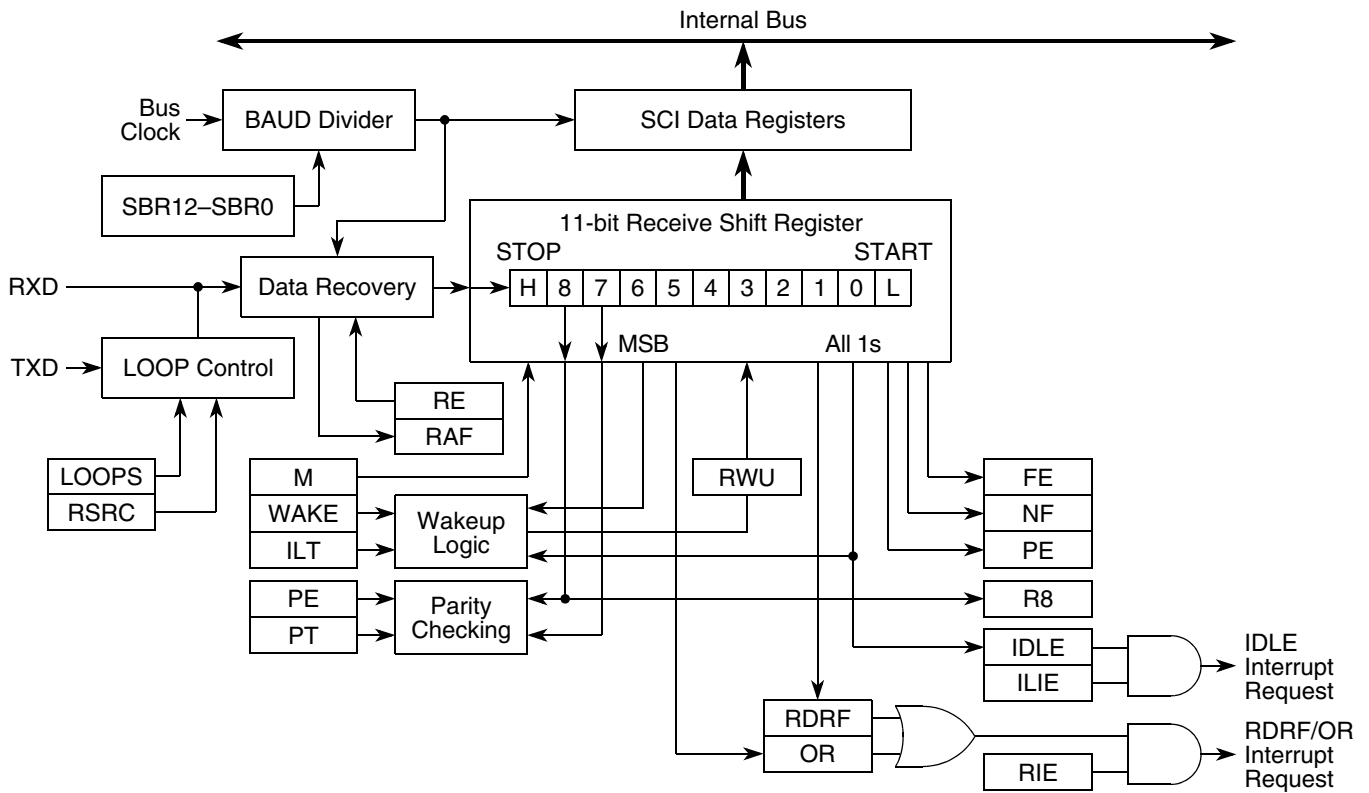 Internal Bus
Bus
Clock
BAUD Divider
SCI Data Registers
SBR12–SBR0
11-bit Receive Shift Register
STOP
START
RXD
Data Recovery
H 8 7 6 5 4 3 2 1 0 L
MSB
All 1s
TXD
LOOP Control
RE
RAF
LOOPS
RSRC
M
WAKE
ILT
Wakeup
Logic
RWU
FE
NF
PE
PE
PT
Parity
Checking
R8
IDLE
ILIE
IDLE
Interrupt
Request
RDRF
OR
RIE
RDRF/OR
Interrupt
Request